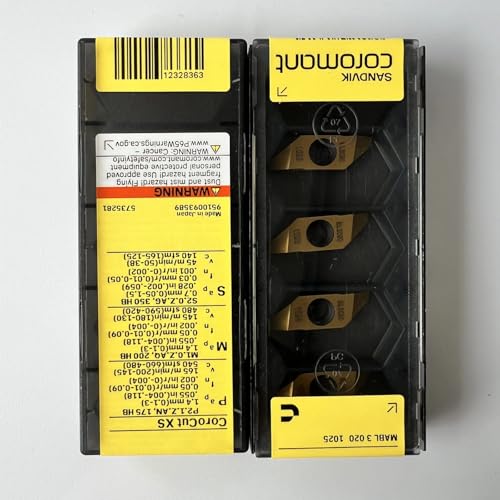 MABL 3 020 1025
PS
07
SANDVIK
coromant
CoroCut XS
P2.1.Z.AN, 175 HB
P ap 1.4 mm(0.1-3)
.055 in(.004-.118)
fn 0.05 mm/r(0.01-0.09)
.002 in/r(0-.004)
vc 165 m/min(200-145)
540 sfm(660-480)
M1.0.Z.AQ, 200 HB
M ap 1.4 mm(0.1-3)
.055 in(.004-.118)
fn 0.05 mm/r(0.01-0.09)
.002 in/r(0-.004)
vc 145 m/min(180-130)
480 sfm(590-420)
S2.0.Z.AG, 350 HB
S ap 0.7 mm(0.05-1.5)
.028 in(.002-.059)
fn 0.03 mm/r(0.01-0.05)
.001 in/r(0-.002)
vc 45 m/min(50-38)
140 sfm(165-125)
Made in Japan
9510093589 5735281
WARNING
Dust and mist hazard! Flying
fragment hazard! Use approved
personal protective equipment
www.coromant.com/safetyinfo
WARNING: Cancer –
www.P65Warnings.ca.gov
12328363